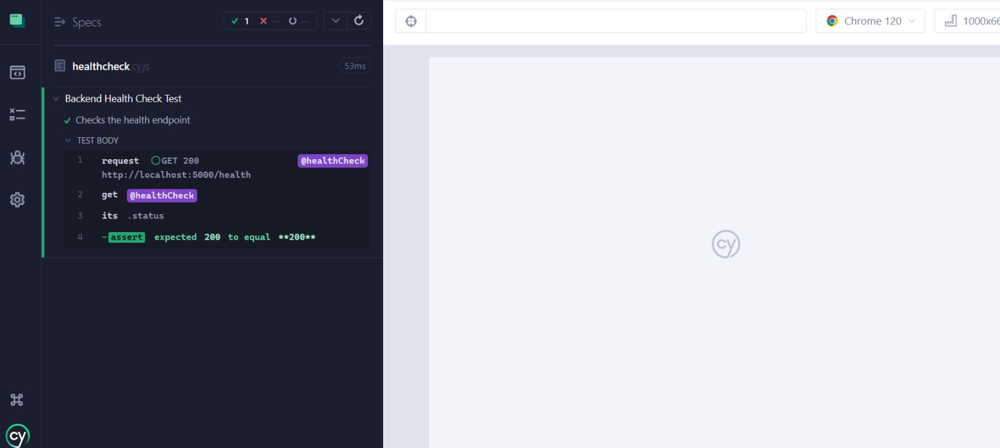 Specs
1 -- --
Chrome 120
1000x66
healthcheck.cy.js
53ms
Backend Health Check Test
Checks the health endpoint
TEST BODY
1 request GET 200 @healthCheck
http://localhost:5000/health
2 get @healthCheck
3 its .status
4 -assert expected 200 to equal **200**
cy
cy